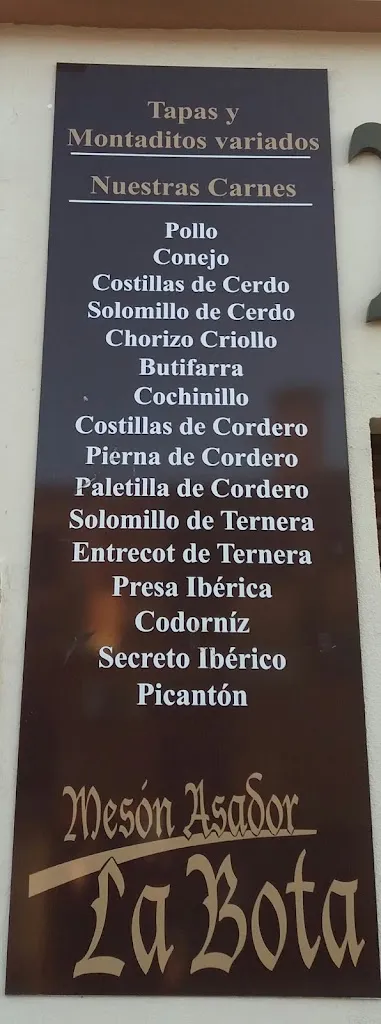 Tapas y
Montaditos variados
Nuestras Carnes
Pollo
Conejo
Costillas de Cerdo
Solomillo de Cerdo
Chorizo Criollo
Butifarra
Cochinillo
Costillas de Cordero
Pierna de Cordero
Paletilla de Cordero
Solomillo de Ternera
Entrecot de Ternera
Presa Ibérica
Codorníz
Secreto Ibérico
Picantón
Mesón Asador
La Bota